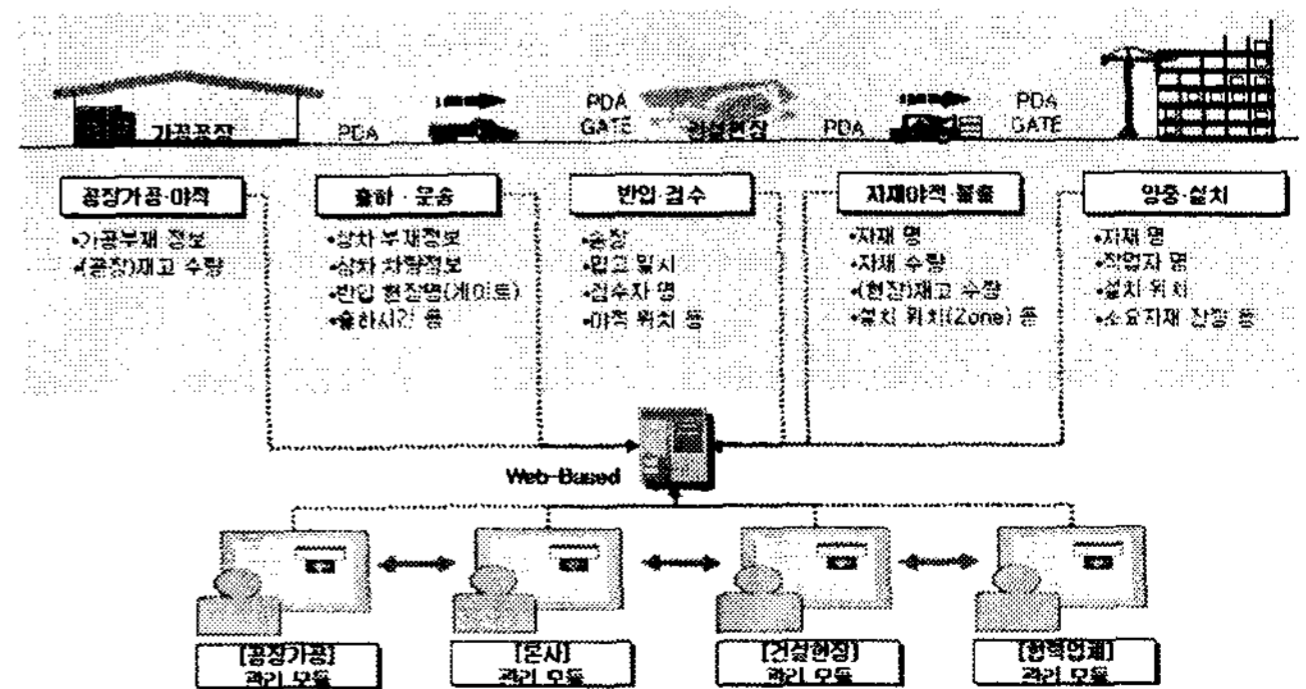 가공공장
PDA
PDA
GATE
건설현장
PDA
PDA
GATE
공장가공·야적
•가공부재 정보
•(공장)재고 수량
출하·운송
•상차 부재정보
•상차 차량정보
•반입 현장명(게이트)
•출하시간 등
반입·검수
•송장
•입고 일시
•검수자 명
•야적 위치 등
자재야적·불출
•자재 명
•자재 수량
•(현장)재고 수량
•설치 위치(Zone) 등
양중·설치
•자재 명
•작업자 명
•설치 위치
•소요자재 잔량 등
Web-Based
[공장가공]
관리 모듈
[본사]
관리 모듈
[건설현장]
관리 모듈
[협력업체]
관리 모듈